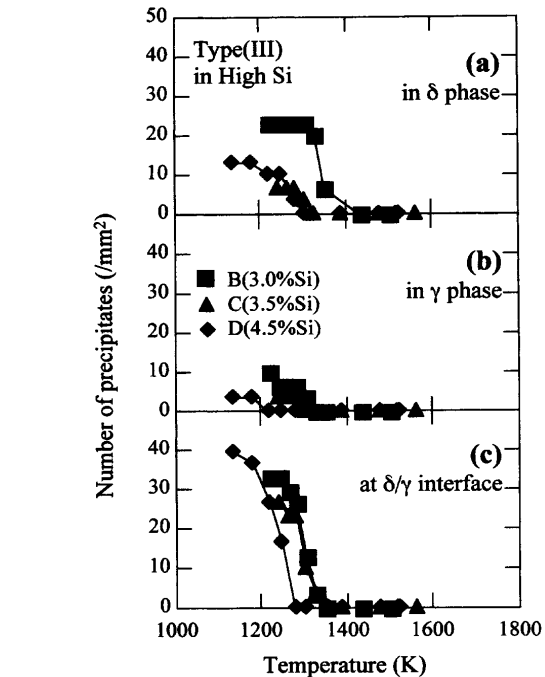 50
Type(III)
in High Si
(a)
in δ phase
40
30
20
10
0
(b)
in γ phase
40
30
20
10
0
B(3.0%Si)
C(3.5%Si)
D(4.5%Si)
(c)
at δ/γ interface
40
30
20
10
0
Number of precipitates (/mm²)
1000 1200 1400 1600 1800
Temperature (K)